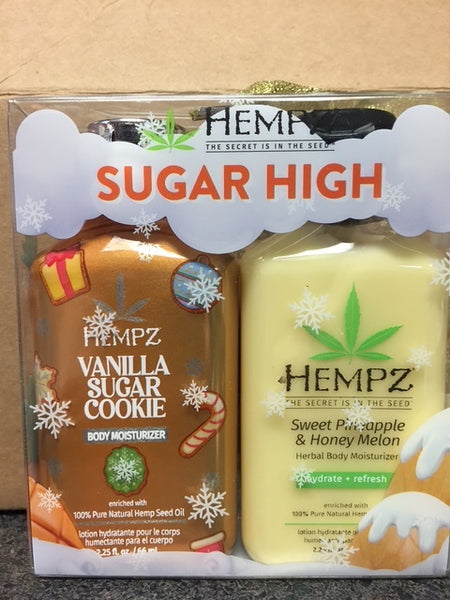 HEMPZ
THE SECRET IS IN THE SEED
SUGAR HIGH
HEMPZ
VANILLA
SUGAR
COOKIE
BODY MOISTURIZER
enriched with
100% Pure Natural Hemp Seed Oil
lotion hydratante pour le corps
humectante para el cuerpo
2.25 fl. oz. / 66 ml
HEMPZ
THE SECRET IS IN THE SEED
Sweet Pineapple
& Honey Melon
Herbal Body Moisturizer
hydrate + refresh
enriched with
100% Pure Natural
lotion hydratante